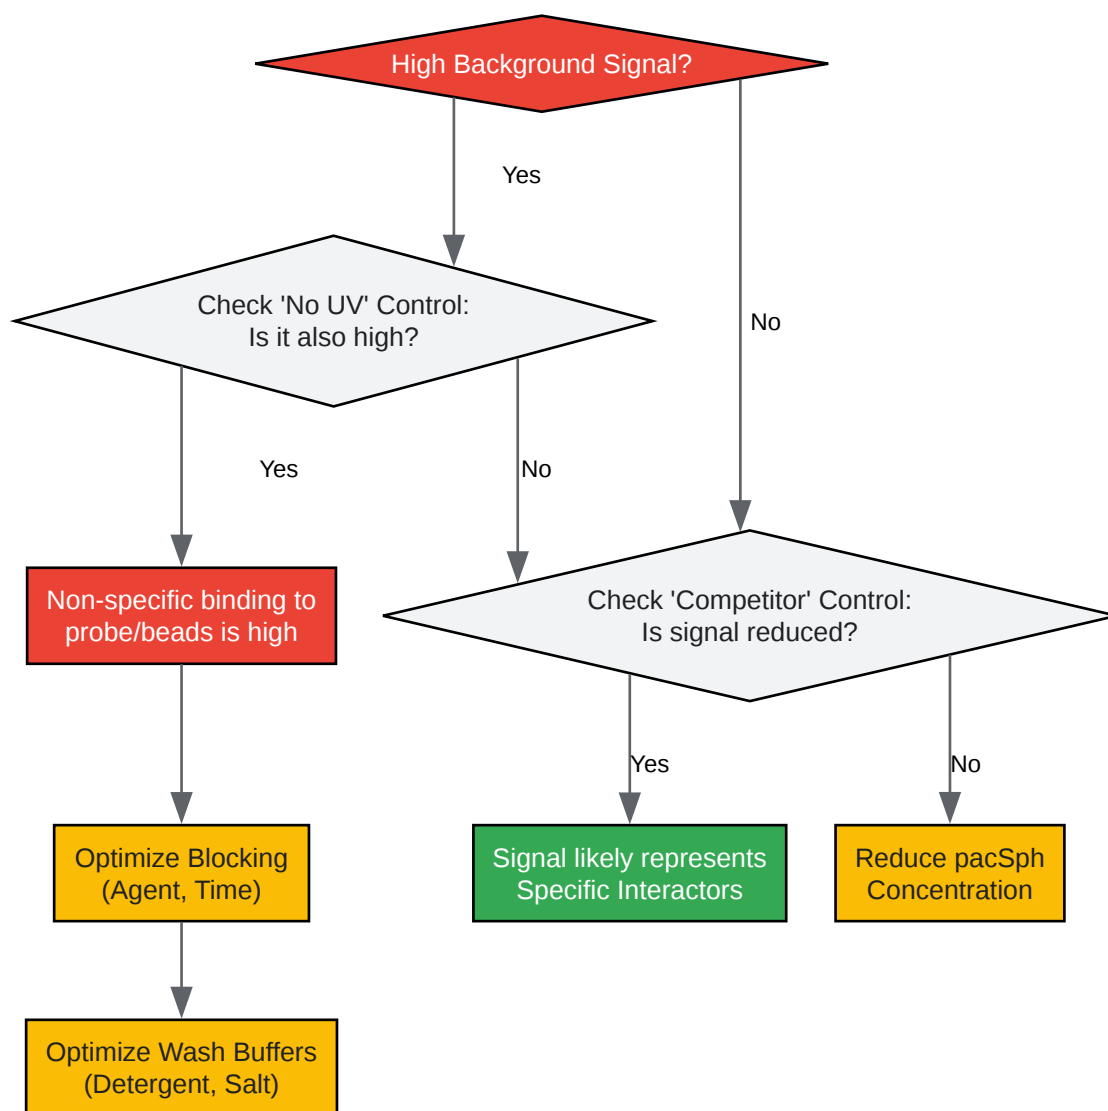 High Background Signal?
Yes
Check 'No UV' Control:
Is it also high?
No
Yes
No
Non-specific binding to
probe/beads is high
Check 'Competitor' Control:
Is signal reduced?
Yes
No
Optimize Blocking
(Agent, Time)
Signal likely represents
Specific Interactors
Reduce pacSph
Concentration
Optimize Wash Buffers
(Detergent, Salt)